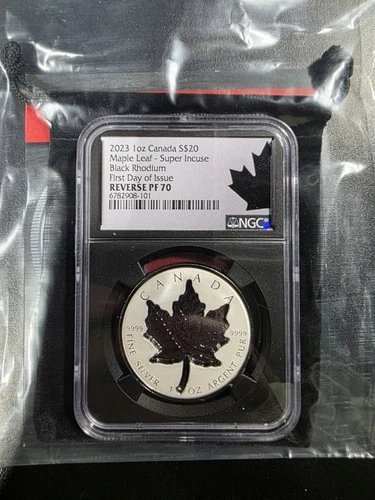 2023 1oz Canada S$20
Maple Leaf - Super Incuse
Black Rhodium
First Day of Issue
REVERSE PF 70
6782908-101
NGC
CANADA
9999 9999
FINE SILVER 1 OZ ARGENT PUR